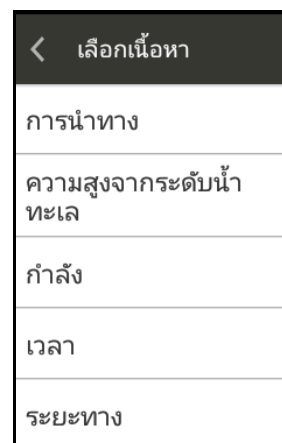 เลือกเนื้อหา
การนำทาง
ความสูงจากระดับน้ำ
ทะเล
กำลัง
เวลา
ระยะทาง